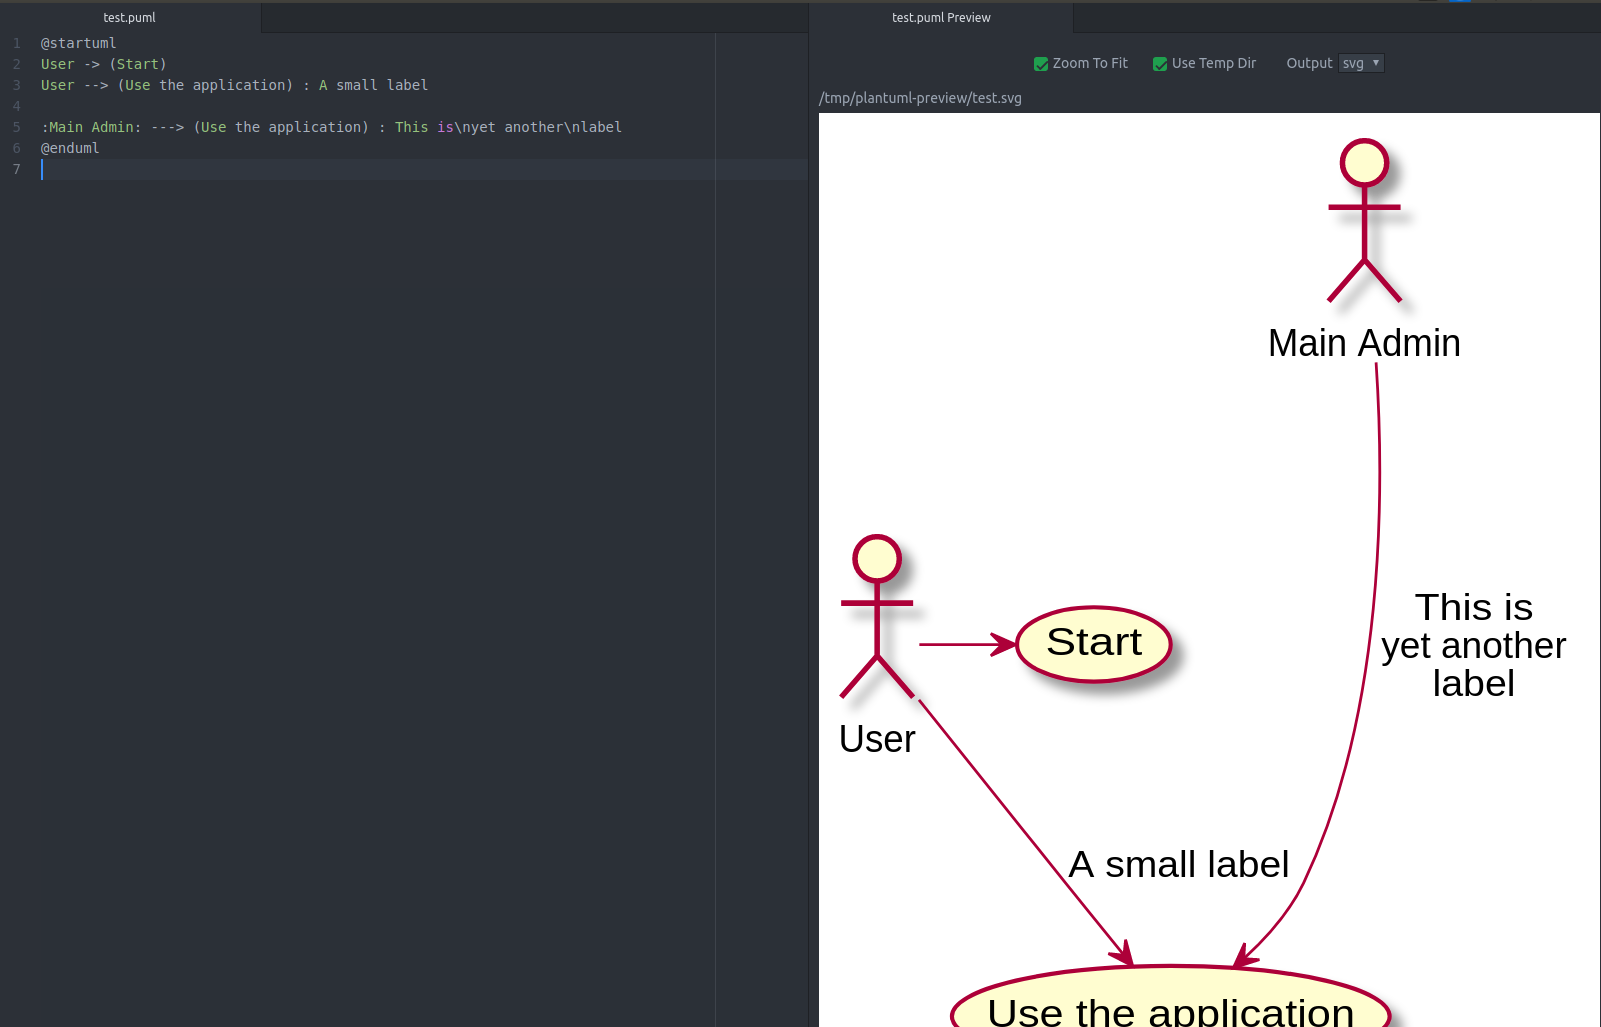 test.puml
1 @startuml
2 User -> (Start)
3 User --> (Use the application) : A small label
4
5 :Main Admin: ---> (Use the application) : This is\nyet another\nlabel
6 @enduml
7
test.puml Preview
Zoom To Fit Use Temp Dir Output svg
/tmp/plantuml-preview/test.svg
Main Admin
This is
yet another
label
Start
User
A small label
Use the application